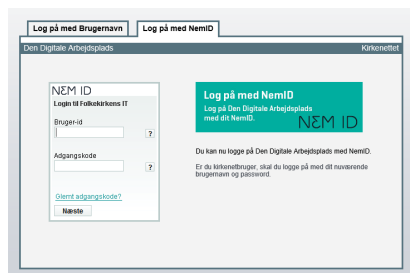 Log på med Brugernavn
Log på med NemID
Den Digitale Arbejdsplads
Kirkenettet
NEM ID
Login til Folkekirkens IT
Bruger-id
?
Adgangskode
?
Glemt adgangskode?
Næste
Log på med NemID
Log på Den Digitale Arbejdsplads
med dit NemID.
NEM ID
Du kan nu logge på Den Digitale Arbejdsplads med NemID.
Er du kirkenetbruger, skal du logge på med dit nuværende
brugernavn og password.